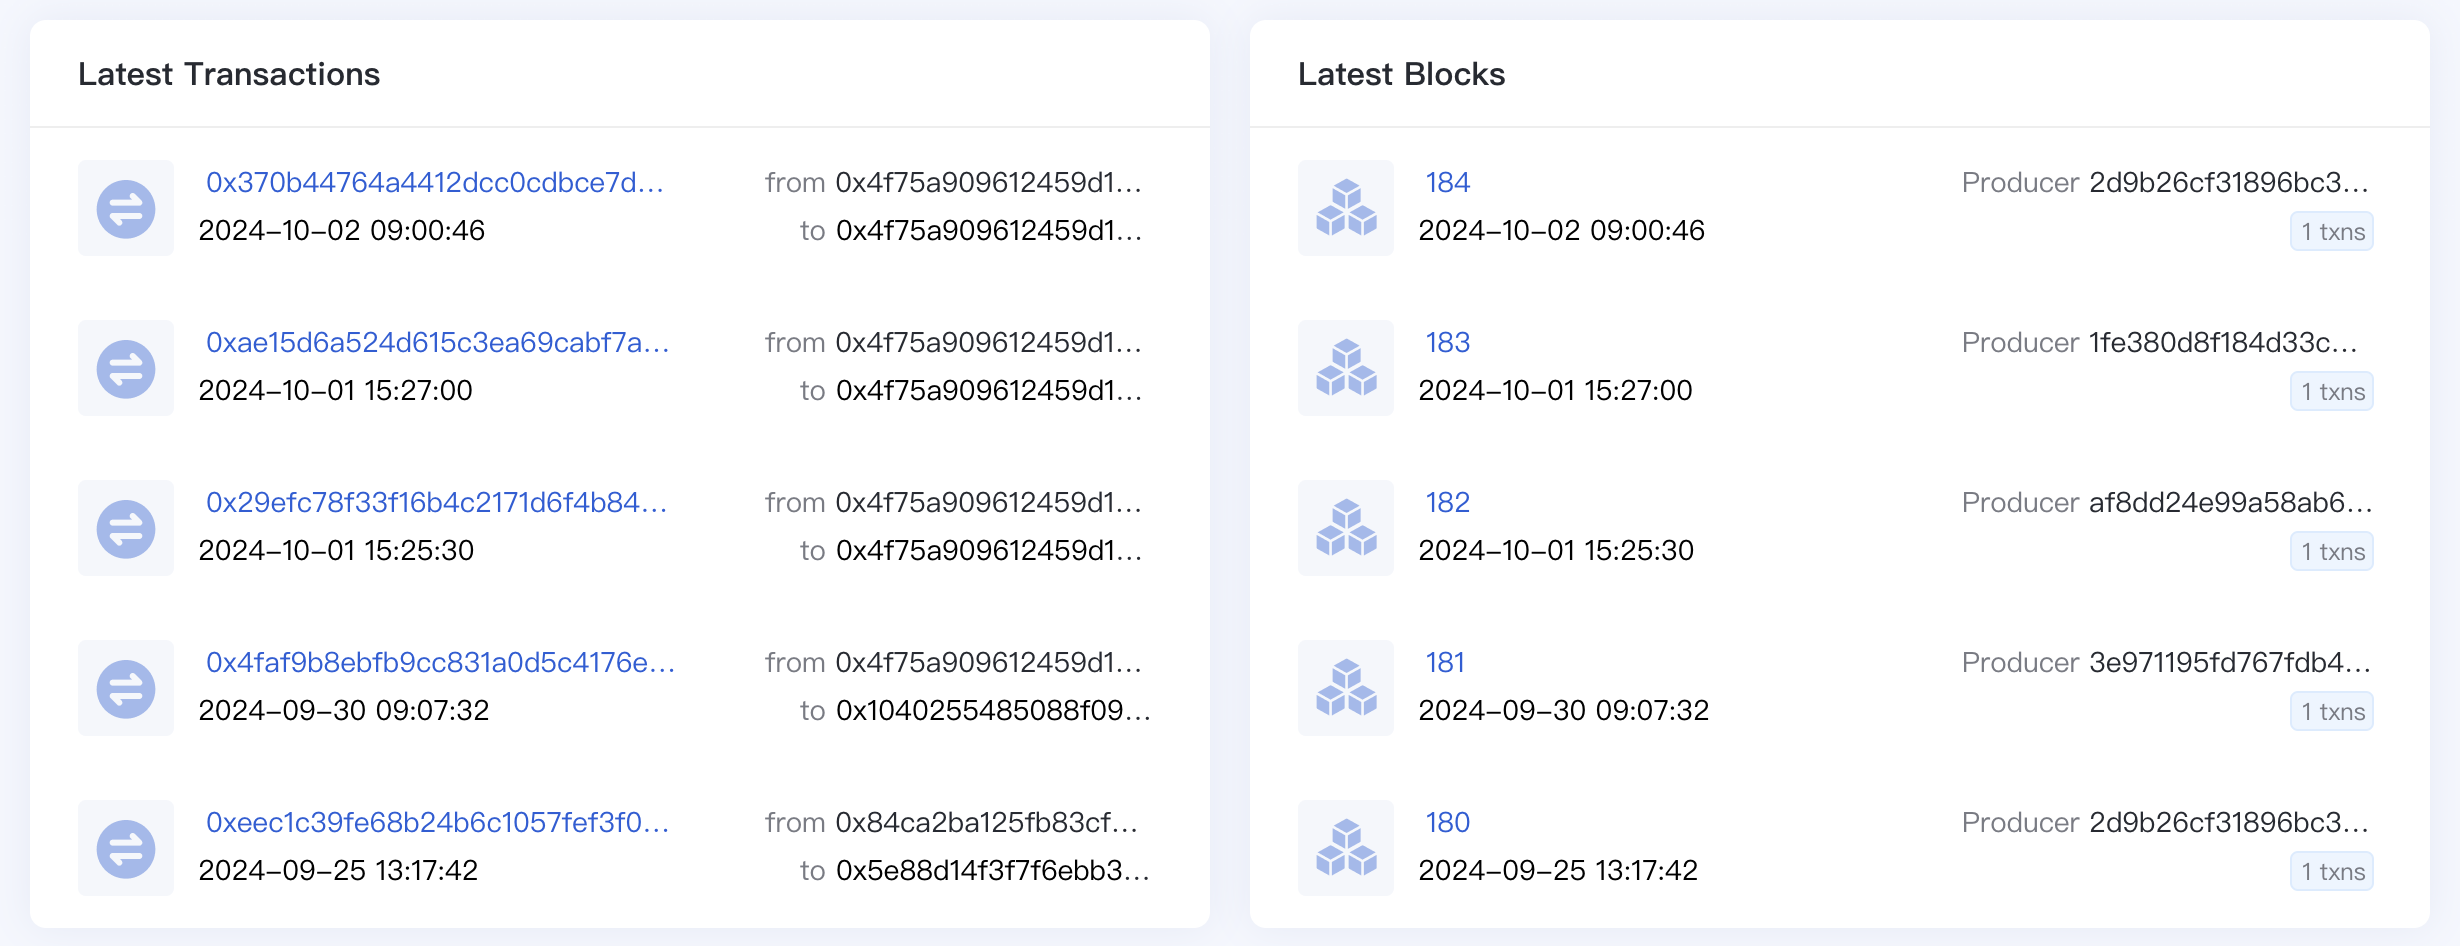 Latest Transactions
0x370b44764a4412dcc0cdbce7d... from 0x4f75a909612459d1...
2024-10-02 09:00:46 to 0x4f75a909612459d1...
0xae15d6a524d615c3ea69cabf7a... from 0x4f75a909612459d1...
2024-10-01 15:27:00 to 0x4f75a909612459d1...
0x29efc78f33f16b4c2171d6f4b84... from 0x4f75a909612459d1...
2024-10-01 15:25:30 to 0x4f75a909612459d1...
0x4faf9b8ebfb9cc831a0d5c4176e... from 0x4f75a909612459d1...
2024-09-30 09:07:32 to 0x1040255485088f09...
0xeec1c39fe68b24b6c1057fef3f0... from 0x84ca2ba125fb83cf...
2024-09-25 13:17:42 to 0x5e88d14f3f7f6ebb3...
Latest Blocks
184 Producer 2d9b26cf31896bc3...
2024-10-02 09:00:46 1 txns
183 Producer 1fe380d8f184d33c...
2024-10-01 15:27:00 1 txns
182 Producer af8dd24e99a58ab6...
2024-10-01 15:25:30 1 txns
181 Producer 3e971195fd767fdb4...
2024-09-30 09:07:32 1 txns
180 Producer 2d9b26cf31896bc3...
2024-09-25 13:17:42 1 txns